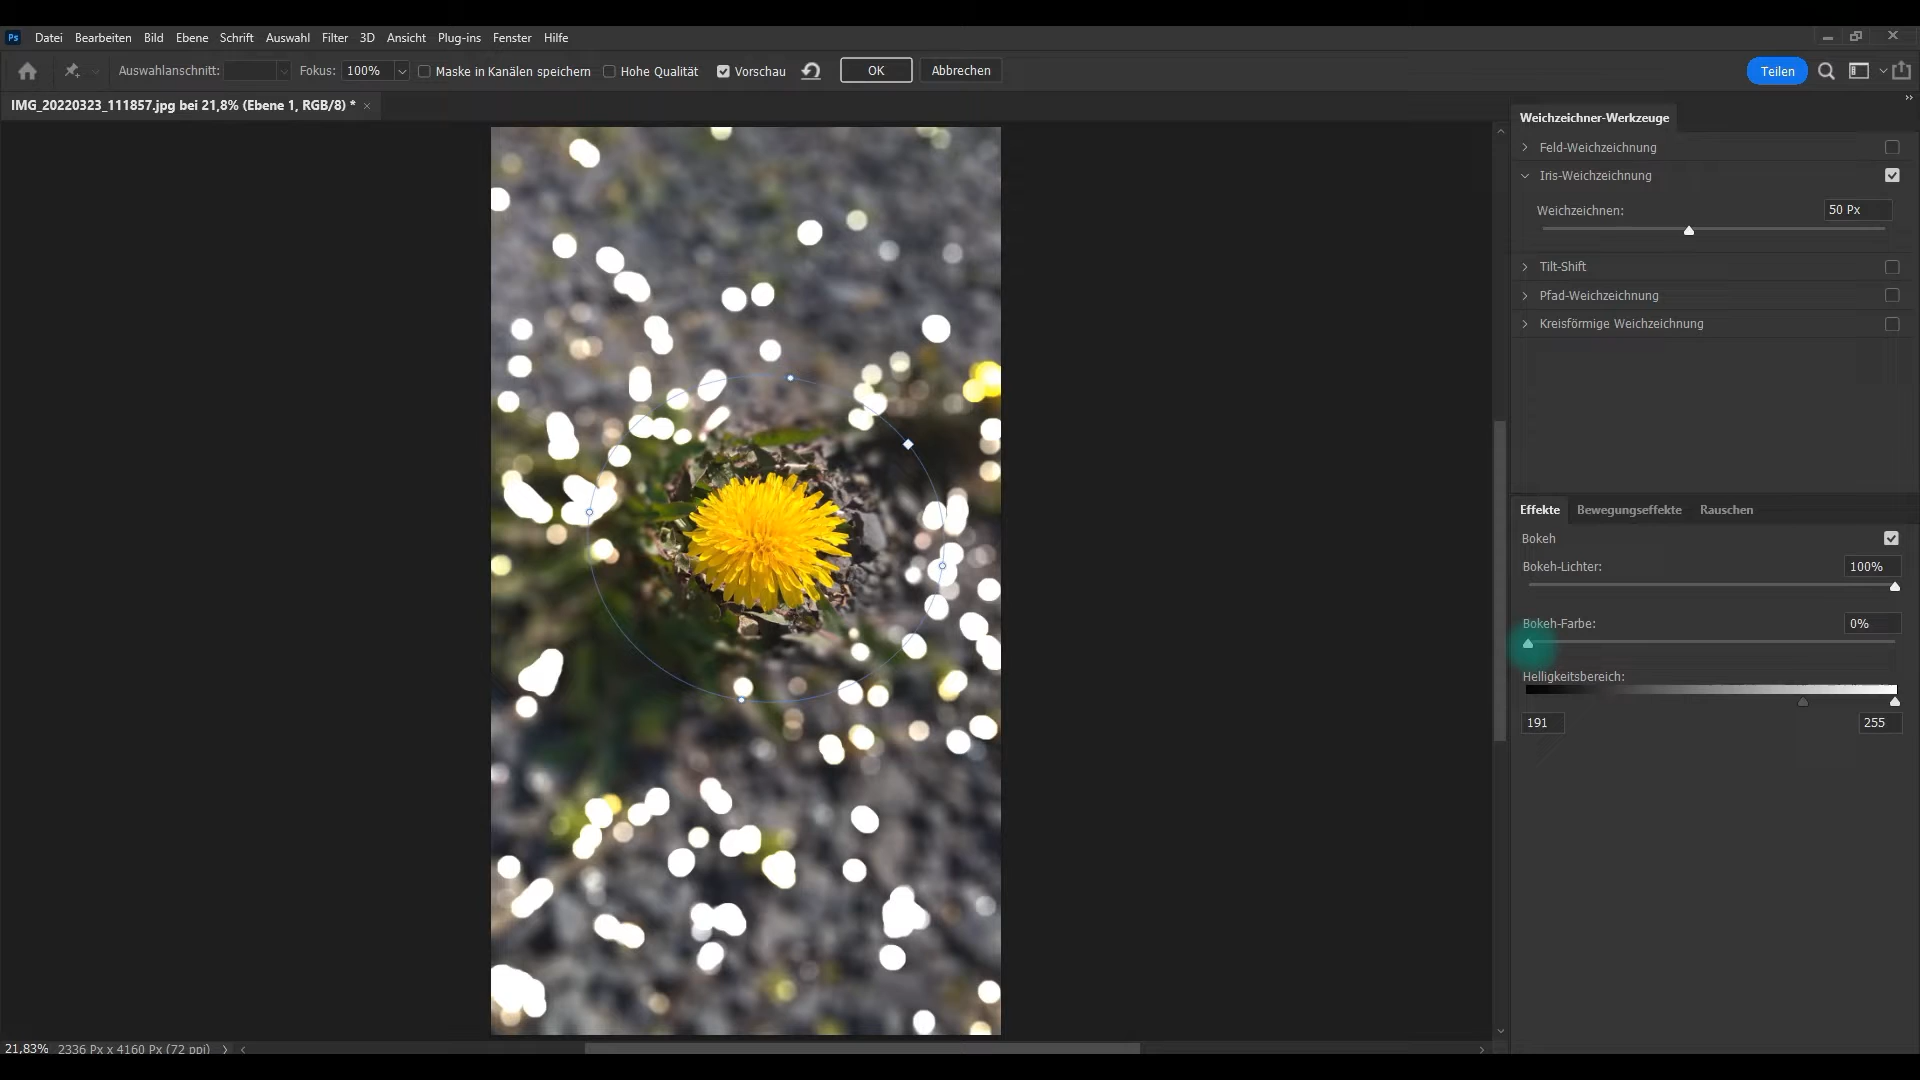 Ps Datei Bearbeiten Bild Ebene Schrift Auswahl Filter 3D Ansicht Plug-ins Fenster Hilfe
Auswahlanschnitt: Fokus: 100% Maske in Kanälen speichern Hohe Qualität Vorschau OK Abbrechen Teilen
IMG_20220323_111857.jpg bei 21,8% (Ebene 1, RGB/8) * ×
Weichzeichner-Werkzeuge
Feld-Weichzeichnung
Iris-Weichzeichnung
Weichzeichnen: 50 Px
Tilt-Shift
Pfad-Weichzeichnung
Kreisförmige Weichzeichnung
Effekte Bewegungseffekte Rauschen
Bokeh
Bokeh-Lichter: 100%
Bokeh-Farbe: 0%
Helligkeitsbereich:
191 255
21,83% 2336 Px x 4160 Px (72 ppi)